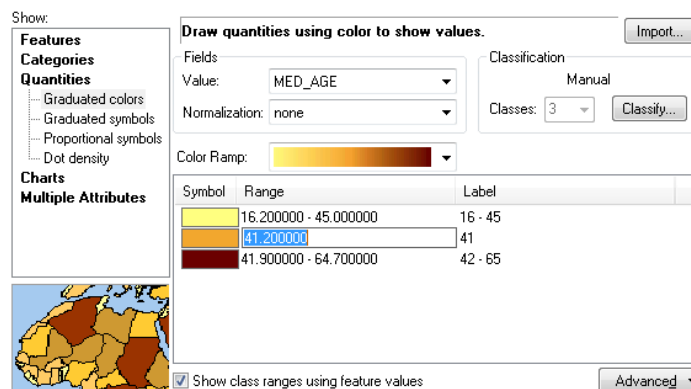 Show:
Features
Categories
Quantities
Graduated colors
Graduated symbols
Proportional symbols
Dot density
Charts
Multiple Attributes
Draw quantities using color to show values.
Import...
Fields
Value: MED_AGE
Normalization: none
Classification
Manual
Classes: 3 Classify...
Color Ramp:
Symbol Range Label
16.200000 - 45.000000 16 - 45
41.200000 41
41.900000 - 64.700000 42 - 65
Show class ranges using feature values
Advanced